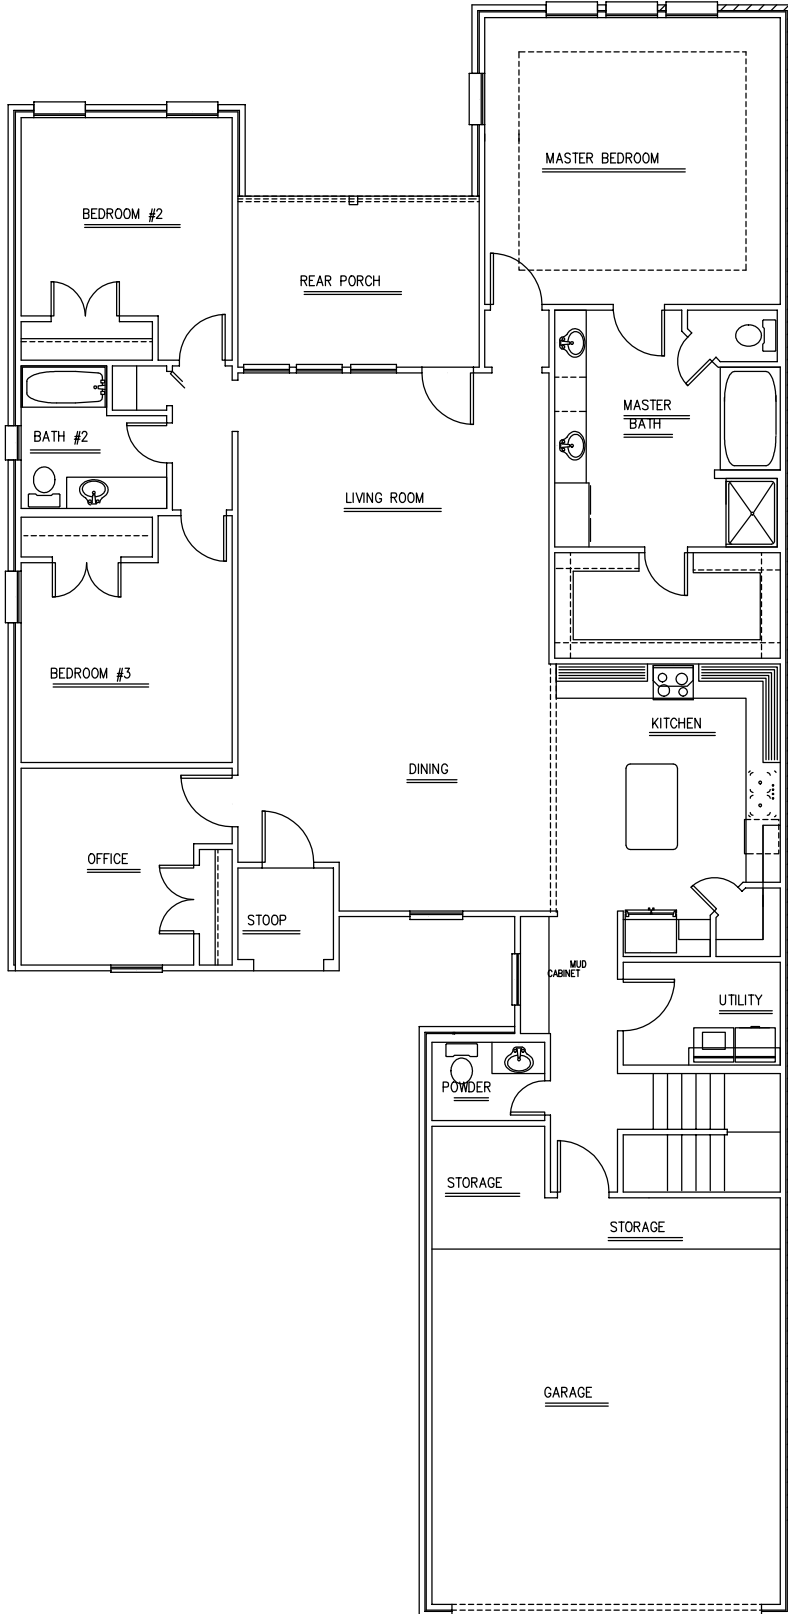 MASTER BEDROOM
BEDROOM #2
REAR PORCH
MASTER
BATH
BATH #2
LIVING ROOM
BEDROOM #3
KITCHEN
DINING
OFFICE
STOOP
MUD
CABINET
UTILITY
POWDER
STORAGE
STORAGE
GARAGE